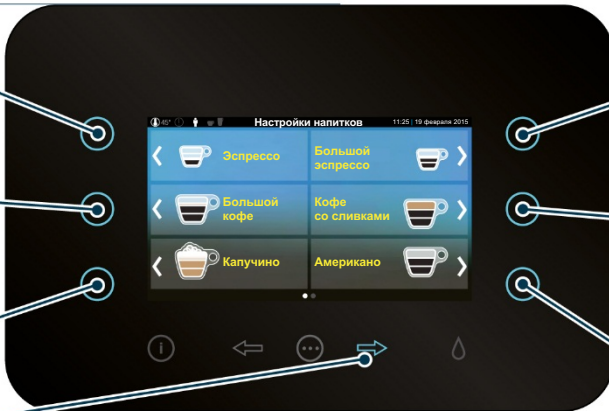 45° Настройки напитков 11:25 | 19 февраля 2015
Эспрессо
Большой
эспрессо
Большой
кофе
Кофе
со сливками
Капучино
Американо